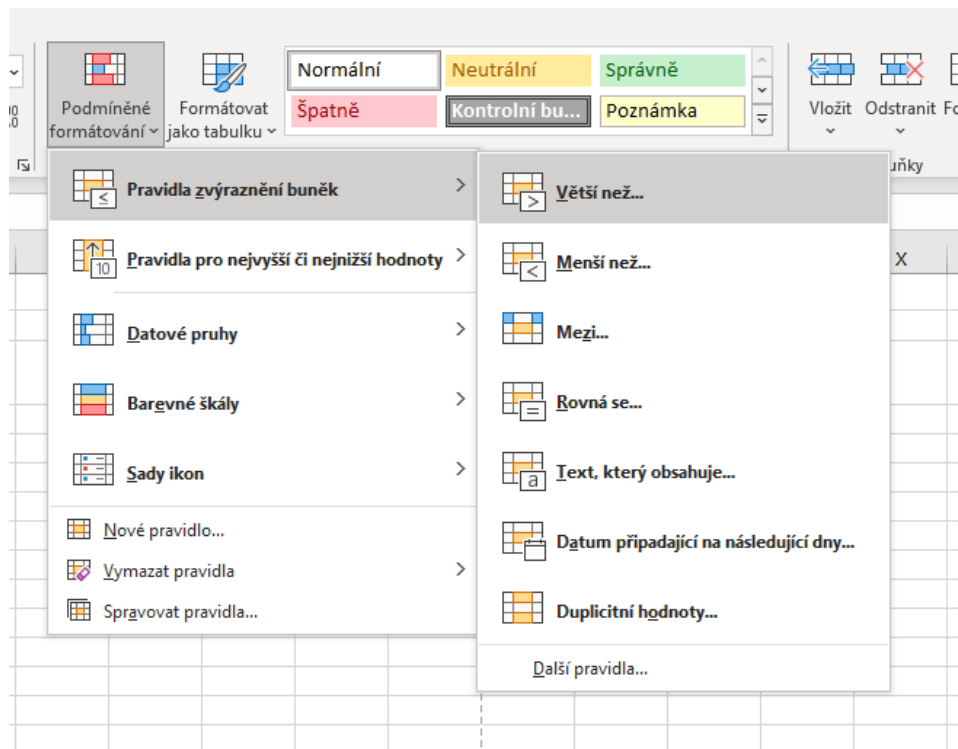 Normální Neutrální Správně
Podmíněné formátování
Formátovat jako tabulku
Špatně Kontrolní bu... Poznámka
Vložit Odstranit
X
Pravidla zvýraznění buněk
Pravidla pro nejvyšší či nejnižší hodnoty
10
Datové pruhy
Barevné škály
Sady ikon
Nové pravidlo...
Vymazat pravidla
Spravovat pravidla...
Větší než...
Menší než...
Mezi...
Rovná se...
Text, který obsahuje...
a
Datum připadající na následující dny...
Duplicitní hodnoty...
Další pravidla...